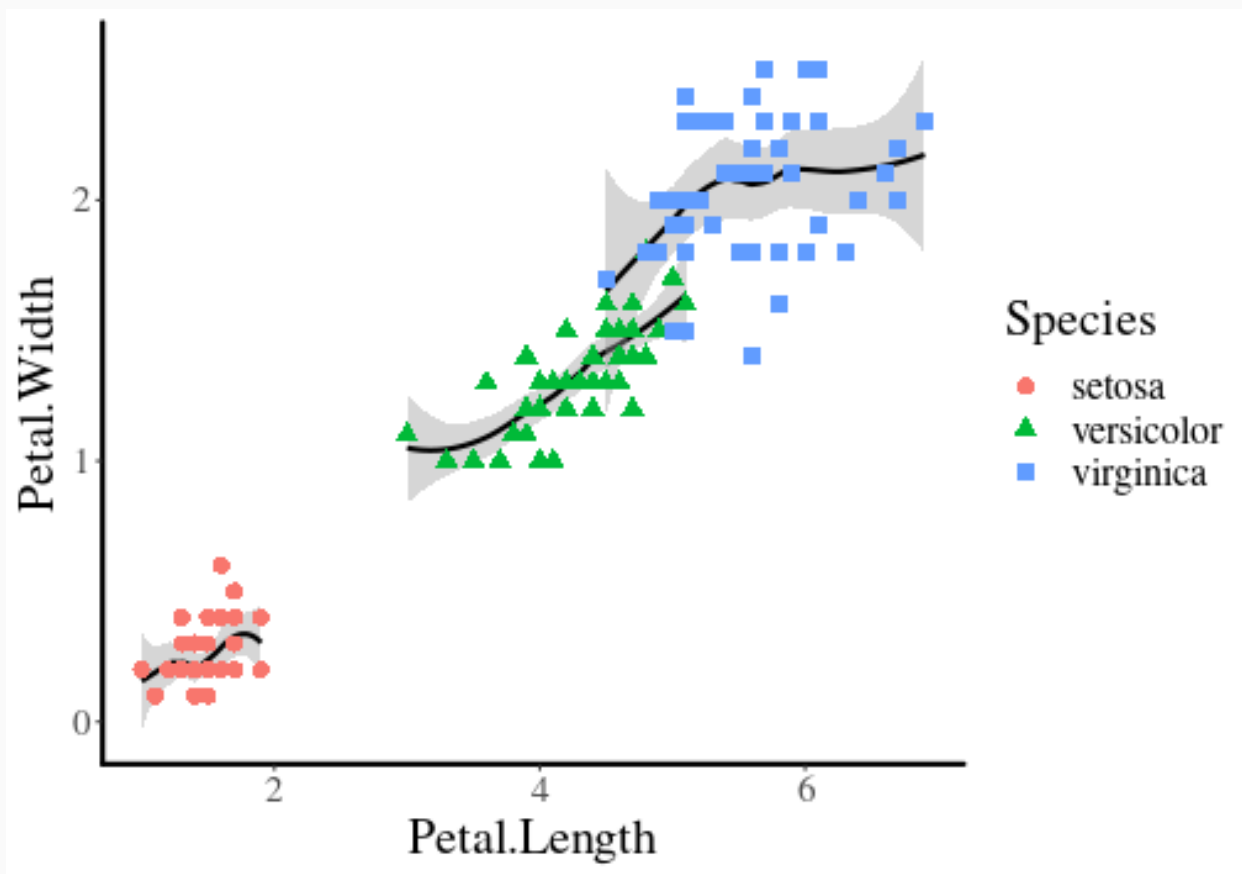 Petal.Width
2
1
0
2 4 6
Petal.Length
Species
setosa
versicolor
virginica